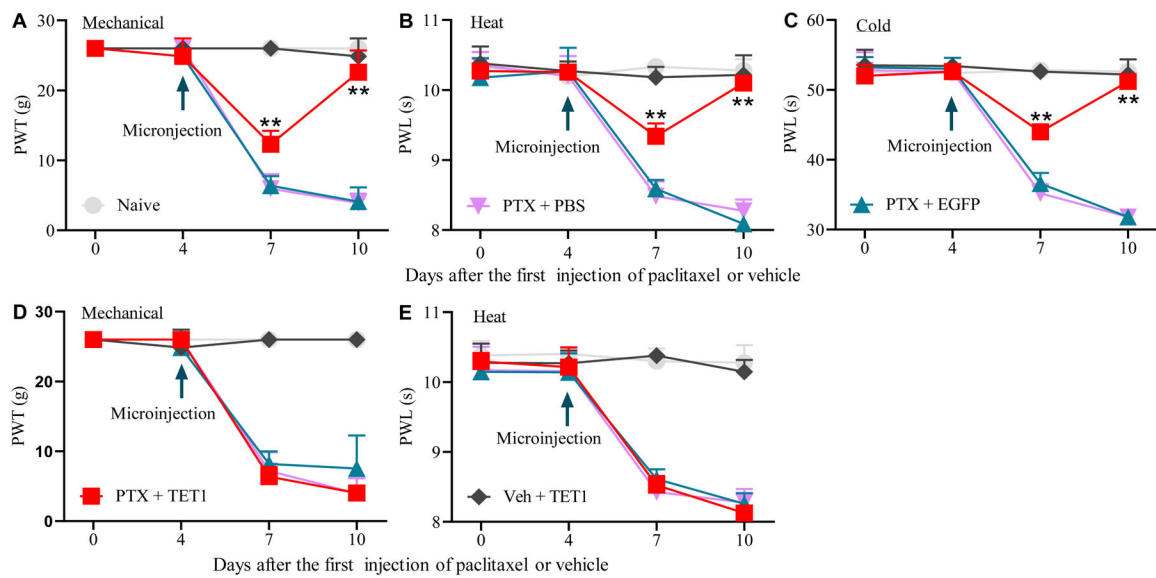 A Mechanical
30
20
10
0
PWT (g)
Micronjection
**
**
Naive
0 4 7 10
B Heat
11
10
9
8
PWL (s)
Microinjection
**
**
PTX + PBS
0 4 7 10
C Cold
60
50
40
30
PWL (s)
Microinjection
**
**
PTX + EGFP
0 4 7 10
Days after the first injection of paclitaxel or vehicle
D Mechanical
30
20
10
0
PWT (g)
Microinjection
PTX + TET1
0 4 7 10
E Heat
11
10
9
8
PWL (s)
Microinjection
Veh + TET1
0 4 7 10
Days after the first injection of paclitaxel or vehicle